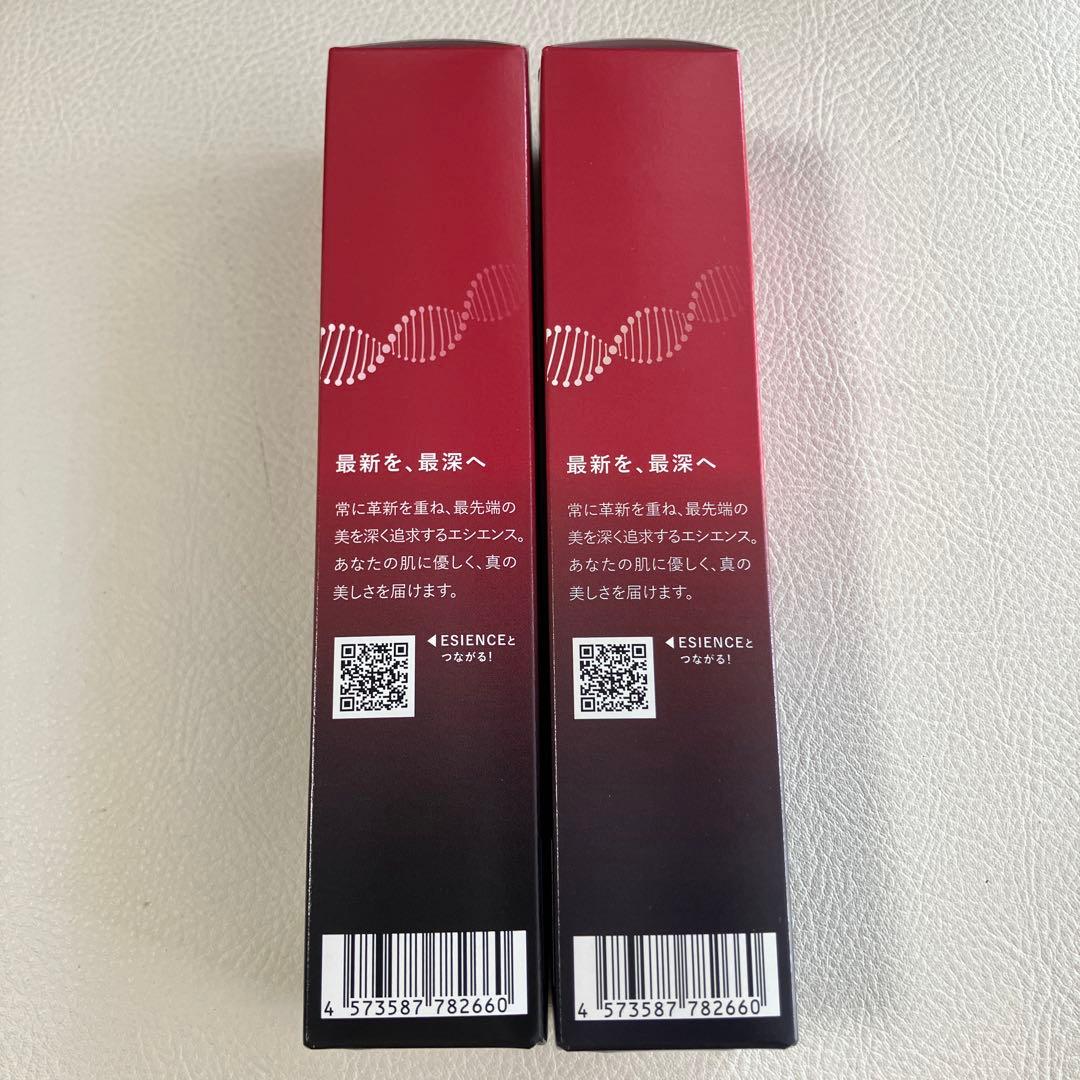 最新を、最深へ
常に革新を重ね、最先端の
美を深く追求するエシエンス。
あなたの肌に優しく、真の
美しさを届けます。
◀ESIENCEと
つながる!
4 573587 782660
最新を、最深へ
常に革新を重ね、最先端の
美を深く追求するエシエンス。
あなたの肌に優しく、真の
美しさを届けます。
◀ESIENCEと
つながる!
4 573587 782660